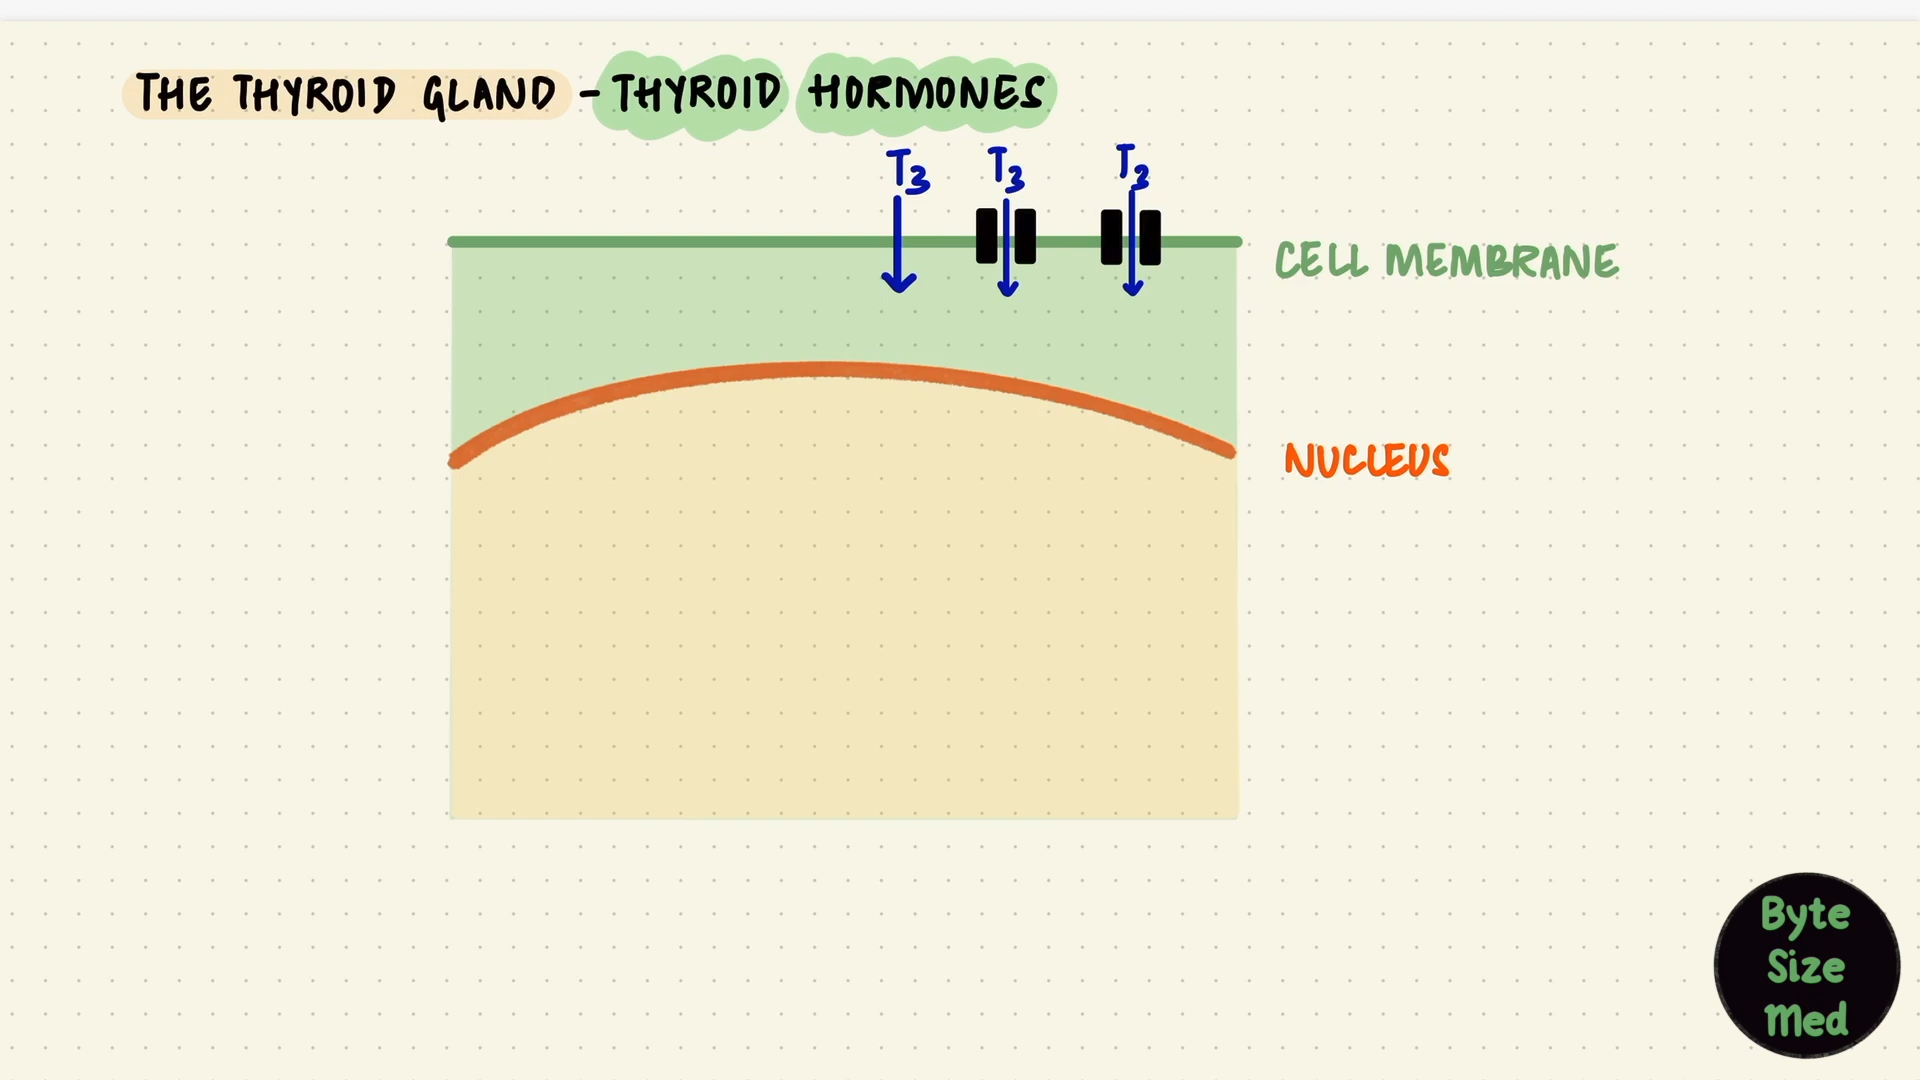 THE THYROID GLAND - THYROID HORMONES
T3 T3 T3
CELL MEMBRANE
NUCLEUS
Byte
Size
Med